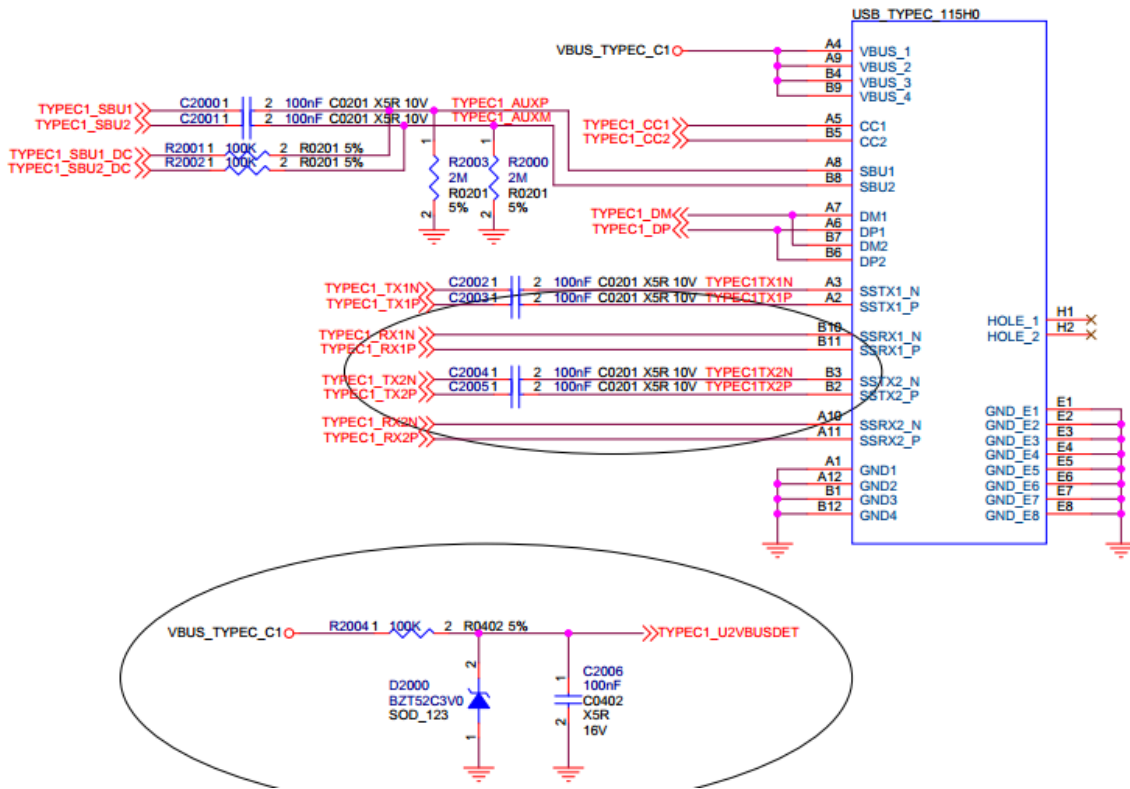 USB_TYPEC_115H0
VBUS_TYPEC_C1
A4 VBUS_1
A9 VBUS_2
B4 VBUS_3
B9 VBUS_4
TYPEC1_SBU1 C2000 1 2 100nF C0201 X5R 10V TYPEC1_AUXP
TYPEC1_SBU2 C2001 1 2 100nF C0201 X5R 10V TYPEC1_AUXM
TYPEC1_CC1 A5 CC1
TYPEC1_CC2 B5 CC2
TYPEC1_SBU1_DC R2001 1 100K 2 R0201 5%
TYPEC1_SBU2_DC R2002 1 100K 2 R0201 5%
1 R2003 1 R2000
2M 2M
R0201 R0201
2 5% 2 5%
A8 SBU1
B8 SBU2
TYPEC1_DM A7 DM1
TYPEC1_DP A6 DP1
B7 DM2
B6 DP2
TYPEC1_TX1N C2002 1 2 100nF C0201 X5R 10V TYPEC1TX1N A3 SSTX1_N
TYPEC1_TX1P C2003 1 2 100nF C0201 X5R 10V TYPEC1TX1P A2 SSTX1_P
TYPEC1_RX1N B10 SSRX1_N
TYPEC1_RX1P B11 SSRX1_P
HOLE_1 H1
HOLE_2 H2
TYPEC1_TX2N C2004 1 2 100nF C0201 X5R 10V TYPEC1TX2N B3 SSTX2_N
TYPEC1_TX2P C2005 1 2 100nF C0201 X5R 10V TYPEC1TX2P B2 SSTX2_P
TYPEC1_RX2N A10 SSRX2_N
TYPEC1_RX2P A11 SSRX2_P
GND_E1 E1
GND_E2 E2
GND_E3 E3
GND_E4 E4
GND_E5 E5
GND_E6 E6
GND_E7 E7
GND_E8 E8
A1 GND1
A12 GND2
B1 GND3
B12 GND4
VBUS_TYPEC_C1 R2004 1 100K 2 R0402 5% TYPEC1_U2VBUSDET
2
D2000
BZT52C3V0
SOD_123
1
C2006
1 100nF
C0402
2 X5R
16V